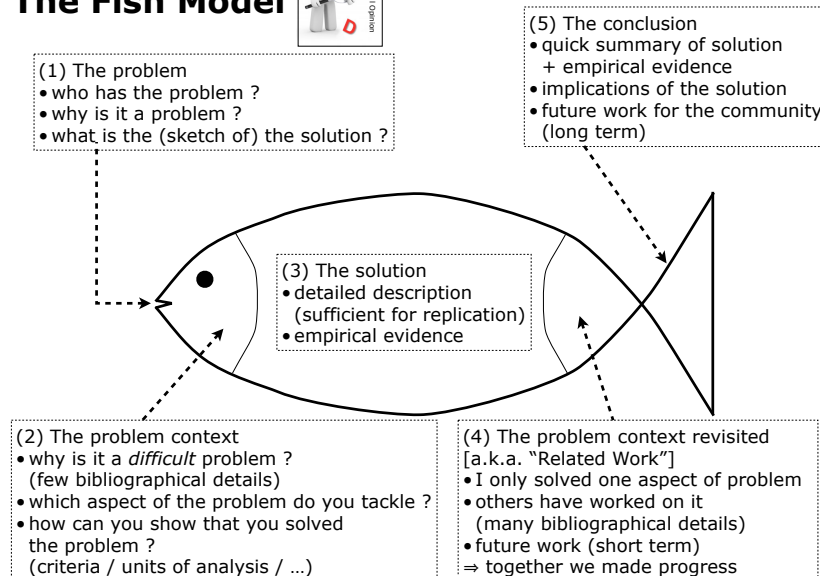 The Fish Model
l Opinion
D
(1) The problem
• who has the problem ?
• why is it a problem ?
• what is the (sketch of) the solution ?
(5) The conclusion
• quick summary of solution
+ empirical evidence
• implications of the solution
• future work for the community
(long term)
(3) The solution
• detailed description
(sufficient for replication)
• empirical evidence
(2) The problem context
• why is it a difficult problem ?
(few bibliographical details)
• which aspect of the problem do you tackle ?
• how can you show that you solved
the problem ?
(criteria / units of analysis / …)
(4) The problem context revisited
[a.k.a. “Related Work”]
• I only solved one aspect of problem
• others have worked on it
(many bibliographical details)
• future work (short term)
⇒ together we made progress